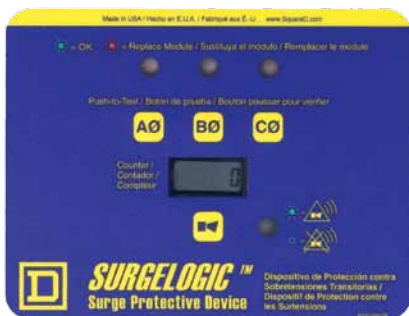 Made in USA / Hecho en E.U.A. / Fabriqué aux É.-U. www.SquareD.com
= OK = Replace Module / Sustituya el módulo / Remplacer le module
Push-to-Test / Botón de prueba / Bouton pousser pour vérifier
AØ BØ CØ
Counter /
Contador /
Compteur
0
D
SURGELOGIC™
Surge Protective Device
Dispositivo de Protección contra
Sobretensiones Transitorias /
Dispositif de Protection contre
les Surtensions